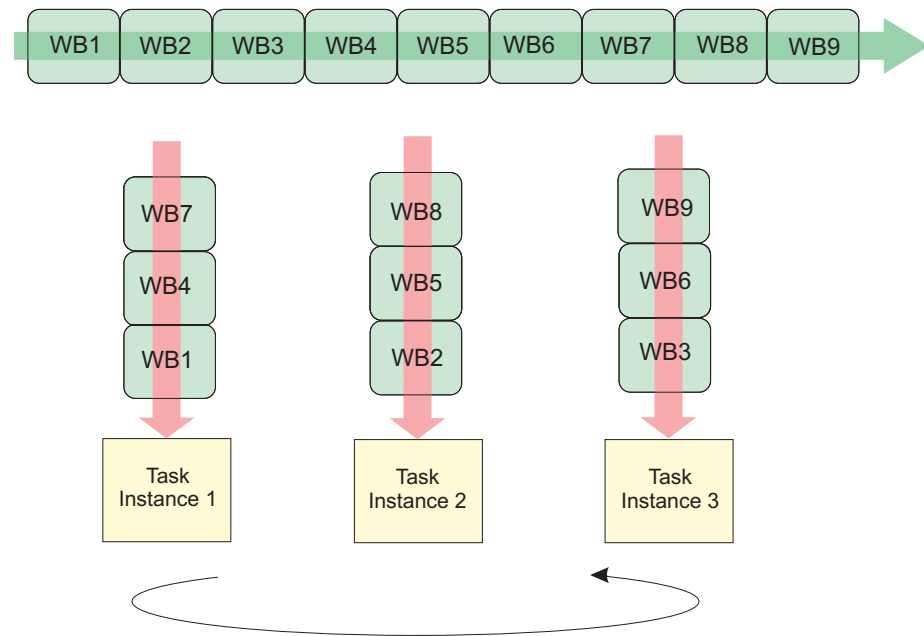 WB1 WB2 WB3 WB4 WB5 WB6 WB7 WB8 WB9
WB7 WB8 WB9
WB4 WB5 WB6
WB1 WB2 WB3
Task Task Task
Instance 1 Instance 2 Instance 3